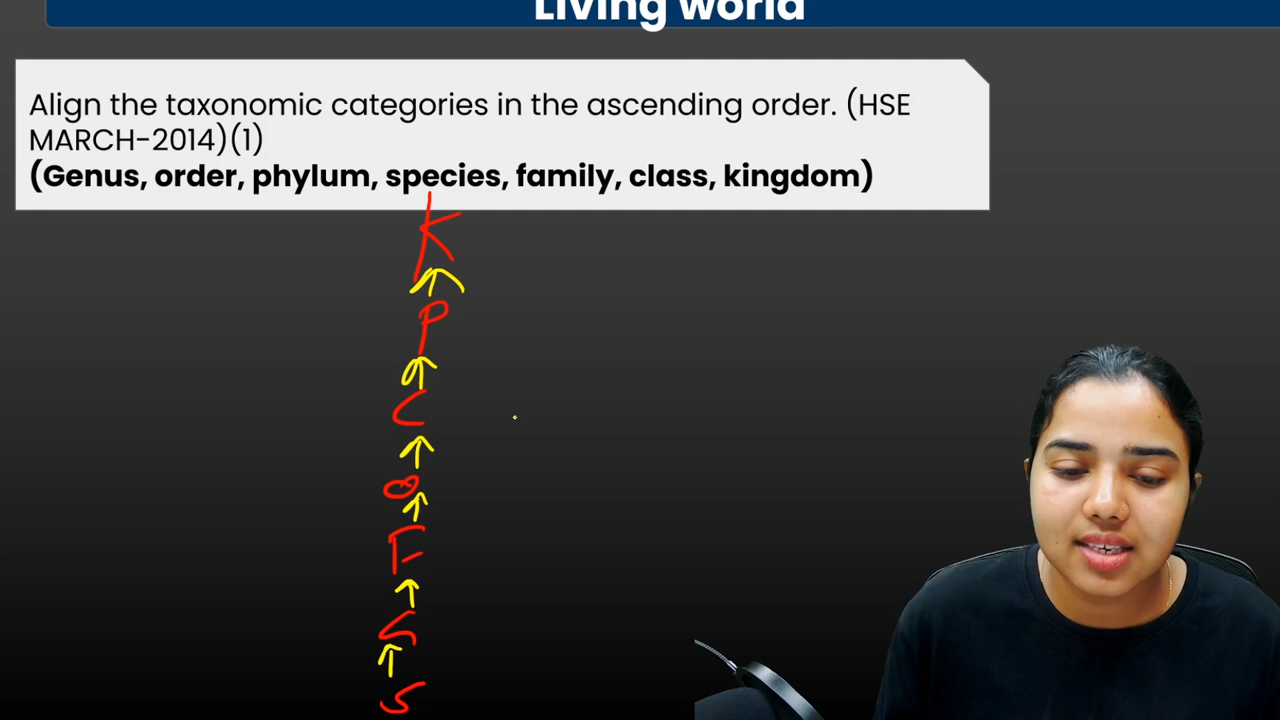 Living world
Align the taxonomic categories in the ascending order. (HSE
MARCH-2014)(1)
(Genus, order, phylum, species, family, class, kingdom)
K
P
C
O
F
G
S